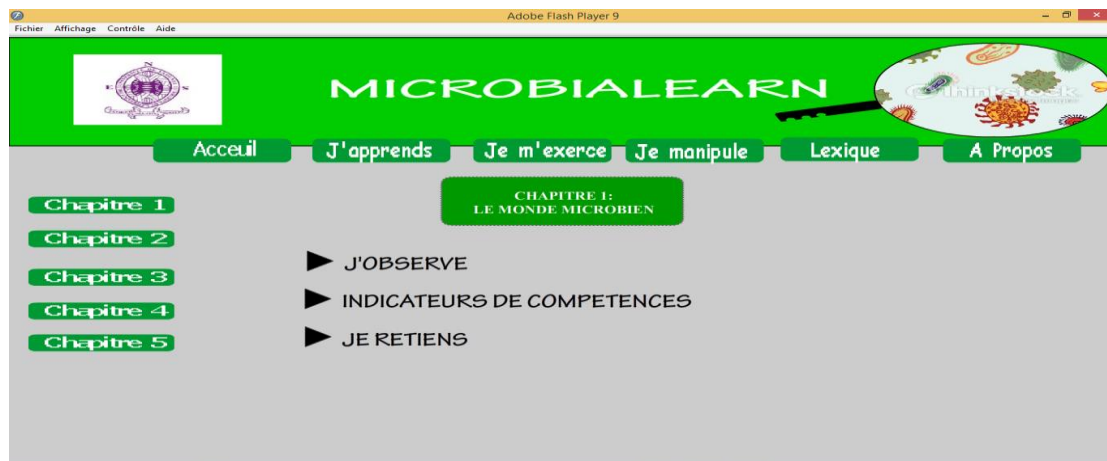 Adobe Flash Player 9
Fichier Affichage Contrôle Aide
MICROBIALEARN
Thinkstock
Acceuil J'apprends Je m'exerce Je manipule Lexique A Propos
CHAPITRE 1:
LE MONDE MICROBIEN
Chapitre 1
Chapitre 2
Chapitre 3
Chapitre 4
Chapitre 5
J'OBSERVE
INDICATEURS DE COMPETENCES
JE RETIENS